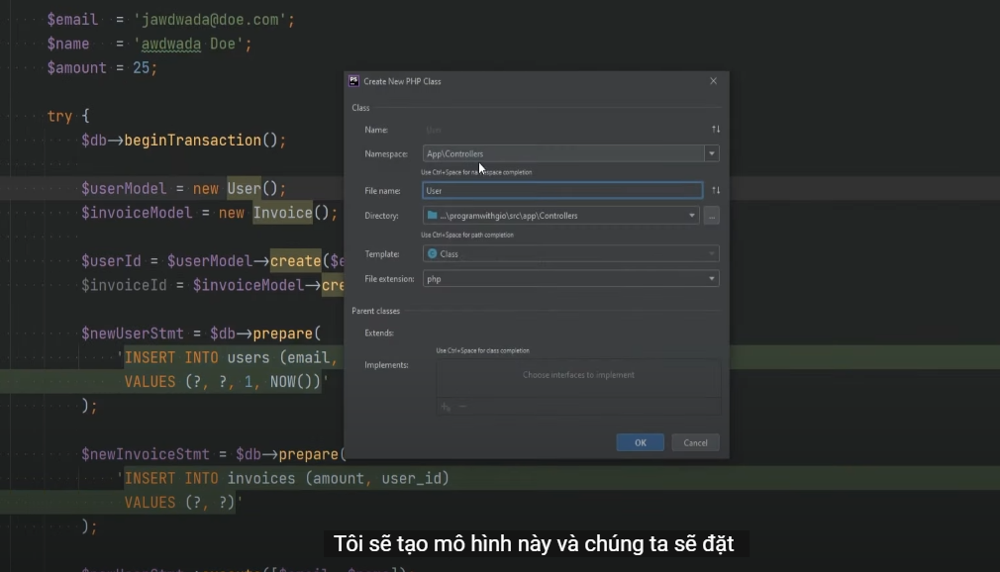 $email = 'jawdwada@doe.com';
$name = 'awdwada Doe';
$amount = 25;
try {
$db->beginTransaction();
$userModel = new User();
$invoiceModel = new Invoice();
$userId = $userModel->create($e
$invoiceId = $invoiceModel->cre
$newUserStmt = $db->prepare(
'INSERT INTO users (email,
VALUES (?, ?, 1, NOW())'
);
$newInvoiceStmt = $db->prepare(
'INSERT INTO invoices (amount, user_id)
VALUES (?, ?)'
);
PS Create New PHP Class
Class
Name: User
Namespace: App\Controllers
Use Ctrl+Space for namespace completion
File name: User
Directory: ...\programwithgio\src\app\Controllers
Use Ctrl+Space for path completion
Template: Class
File extension: php
Parent classes
Extends:
Use Ctrl+Space for class completion
Implements:
Choose interfaces to implement
OK Cancel
Tôi sẽ tạo mô hình này và chúng ta sẽ đặt